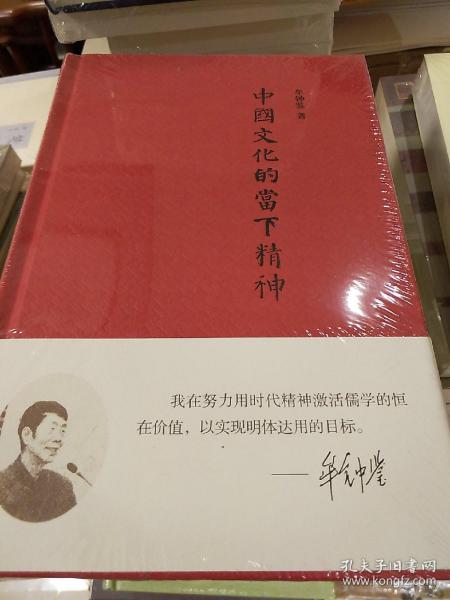 中國文化的當下精神
牟钟鉴 著
我在努力用时代精神激活儒学的恒
在价值，以实现明体达用的目标。
——牟钟鉴
孔夫子旧书网
www.kongfz.com